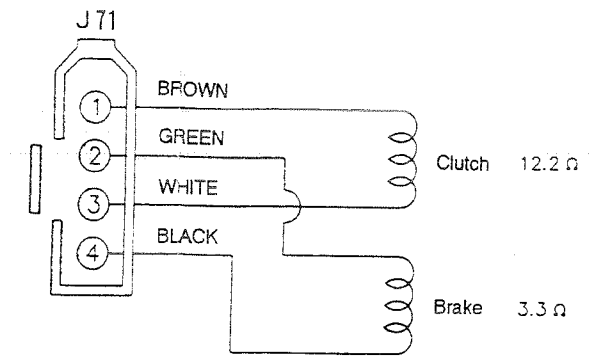 J 71
1 BROWN
2 GREEN
3 WHITE
4 BLACK
Clutch 12.2 Ω
Brake 3.3 Ω